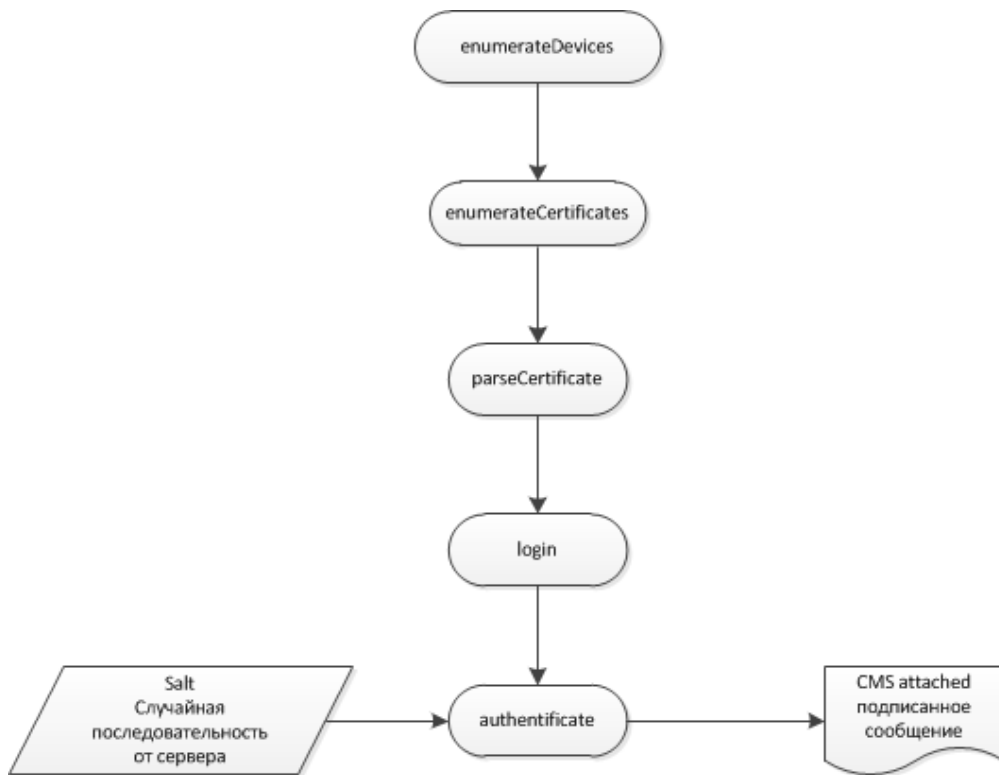 enumerateDevices
enumerateCertificates
parseCertificate
login
Salt
Случайная
последовательность
от сервера
authentificate
CMS attached
подписанное
сообщение